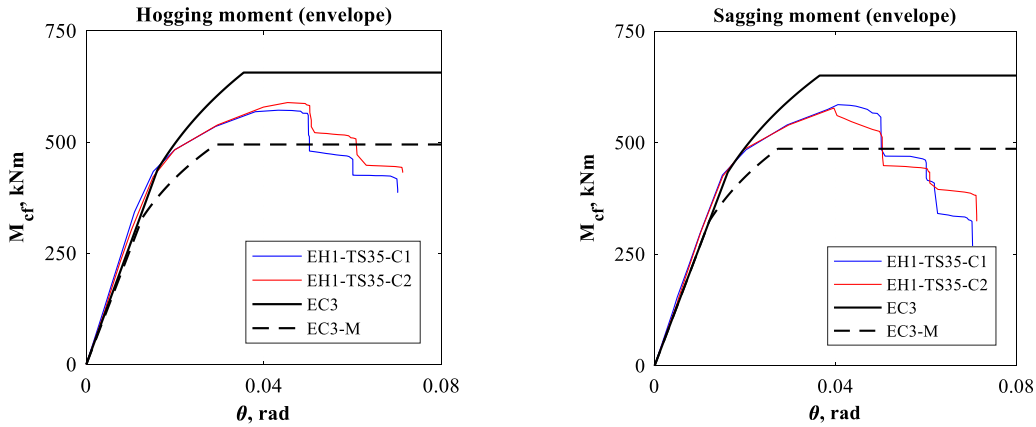 Hogging moment (envelope)
750
500
250
0
M_cf, kNm
0
0.04
0.08
θ, rad
EH1-TS35-C1
EH1-TS35-C2
EC3
EC3-M
Sagging moment (envelope)
750
500
250
0
M_cf, kNm
0
0.04
0.08
θ, rad
EH1-TS35-C1
EH1-TS35-C2
EC3
EC3-M